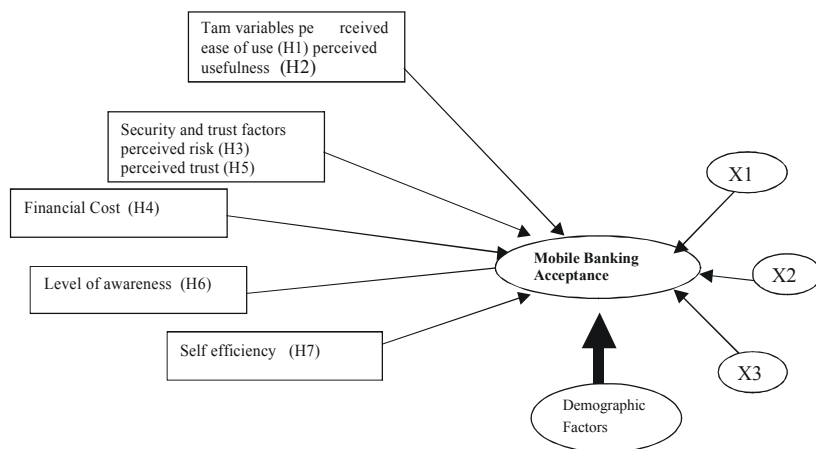 Tam variables pe rceived
ease of use (H1) perceived
usefulness (H2)
Security and trust factors
perceived risk (H3)
perceived trust (H5)
Financial Cost (H4)
Level of awareness (H6)
Self efficiency (H7)
Mobile Banking
Acceptance
X1
X2
X3
Demographic
Factors